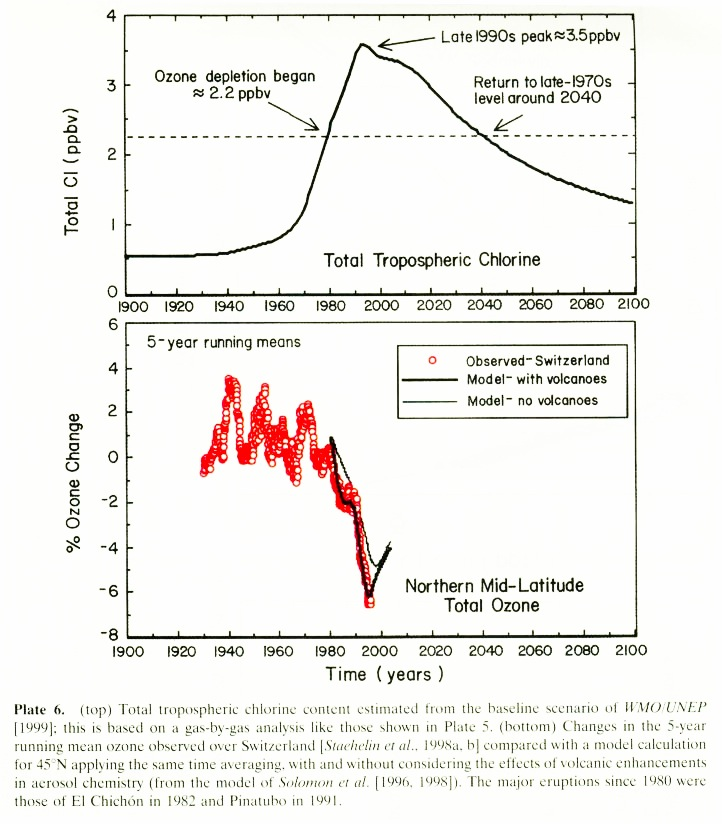 4
Late 1990s peak≈3.5ppbv
Ozone depletion began
≈ 2.2 ppbv
3
Return to late-1970s
level around 2040
Total Cl (ppbv)
2
1
Total Tropospheric Chlorine
0
1900 1920 1940 1960 1980 2000 2020 2040 2060 2080 2100
6
5-year running means
4
Observed-Switzerland
Model- with volcanoes
Model- no volcanoes
2
0
% Ozone Change
-2
-4
-6
Northern Mid-Latitude
Total Ozone
-8
1900 1920 1940 1960 1980 2000 2020 2040 2060 2080 2100
Time (years)
Plate 6. (top) Total tropospheric chlorine content estimated from the baseline scenario of WMO/UNEP
[1999]; this is based on a gas-by-gas analysis like those shown in Plate 5. (bottom) Changes in the 5-year
running mean ozone observed over Switzerland [Staehelin et al., 1998a, b] compared with a model calculation
for 45°N applying the same time averaging, with and without considering the effects of volcanic enhancements
in aerosol chemistry (from the model of Solomon et al. [1996, 1998]). The major eruptions since 1980 were
those of El Chichón in 1982 and Pinatubo in 1991.